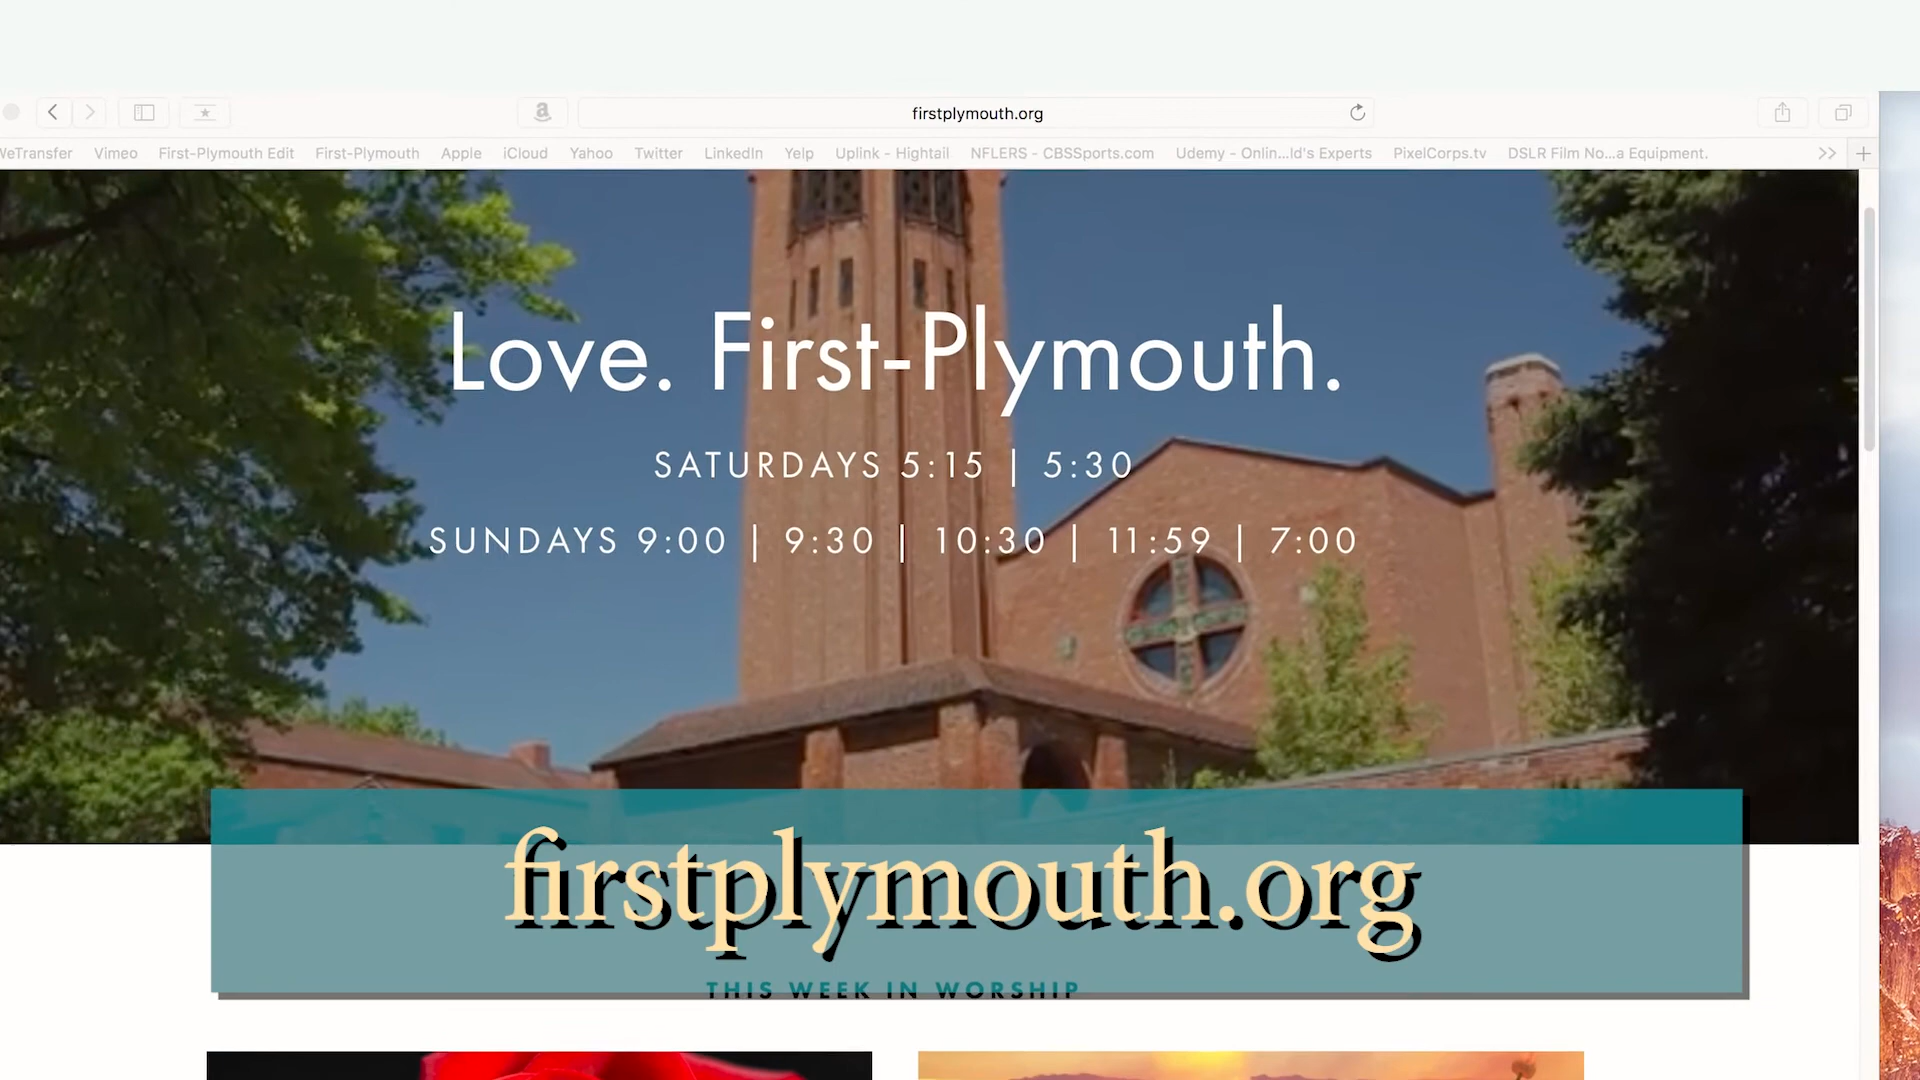 firstplymouth.org
WeTransfer Vimeo First-Plymouth Edit First-Plymouth Apple iCloud Yahoo Twitter LinkedIn Yelp Uplink - Hightail NFLERS - CBSSports.com Udemy - Onlin...ld's Experts PixelCorps.tv DSLR Film No...a Equipment.
Love. First-Plymouth.
SATURDAYS 5:15 | 5:30
SUNDAYS 9:00 | 9:30 | 10:30 | 11:59 | 7:00
firstplymouth.org
THIS WEEK IN WORSHIP